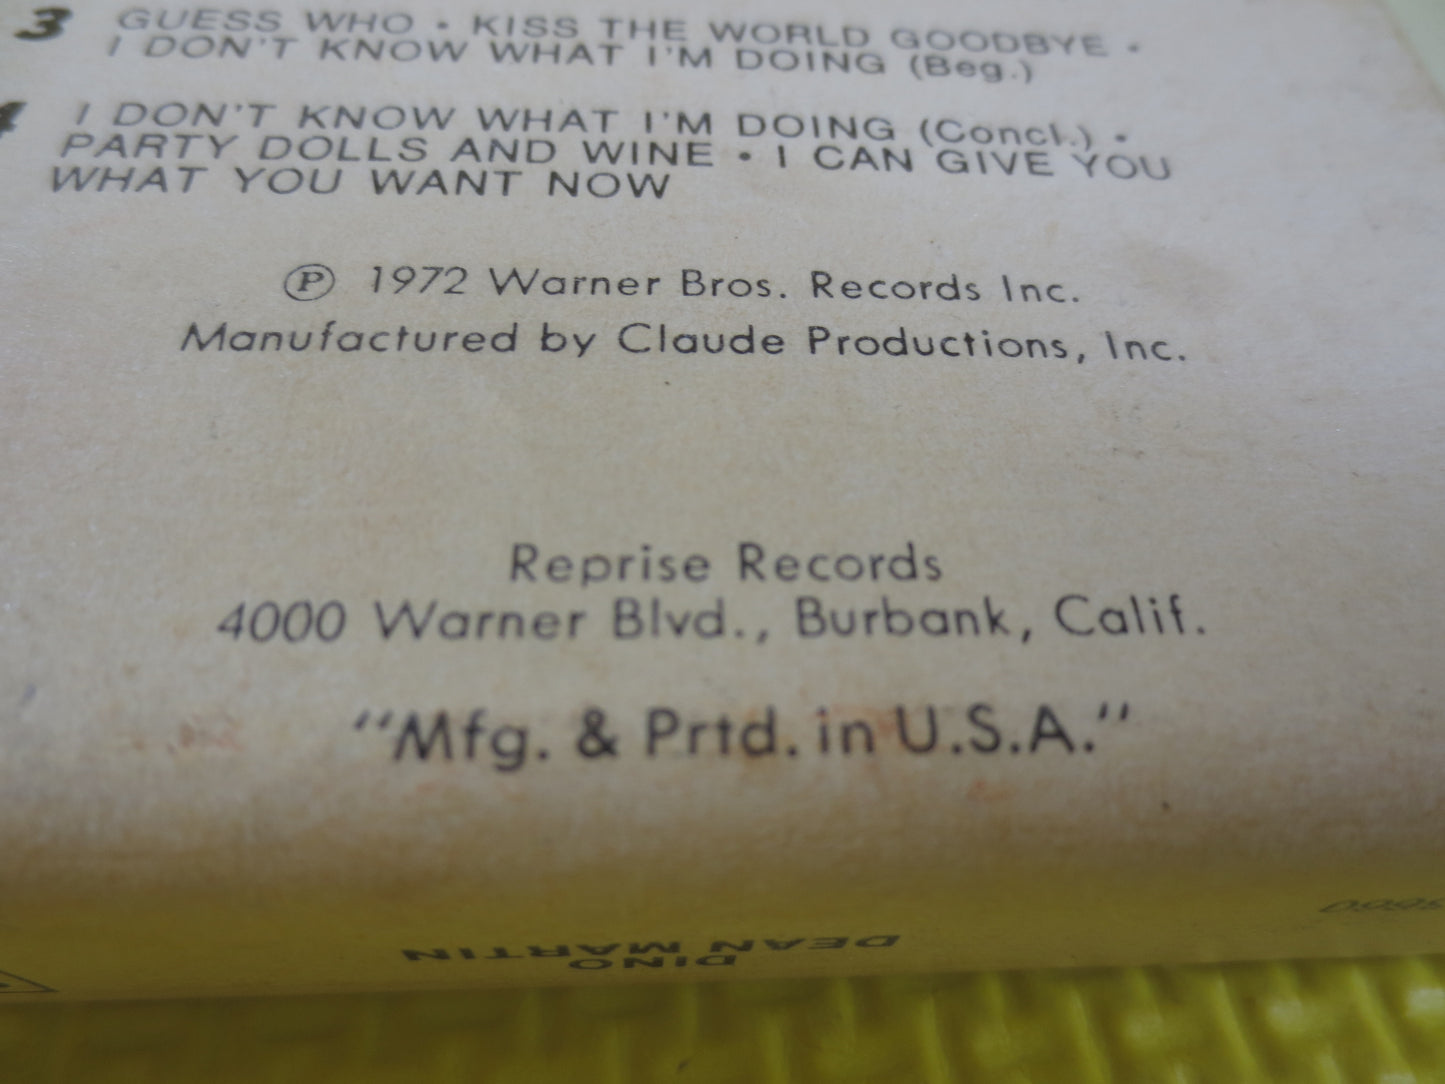 3 GUESS WHO • KISS THE WORLD GOODBYE •
I DON'T KNOW WHAT I'M DOING (Beg.)
4 I DON'T KNOW WHAT I'M DOING (Concl.) •
PARTY DOLLS AND WINE • I CAN GIVE YOU
WHAT YOU WANT NOW
℗ 1972 Warner Bros. Records Inc.
Manufactured by Claude Productions, Inc.
Reprise Records
4000 Warner Blvd., Burbank, Calif.
"Mfg. & Prtd. in U.S.A."
DINO
DEAN MARTIN